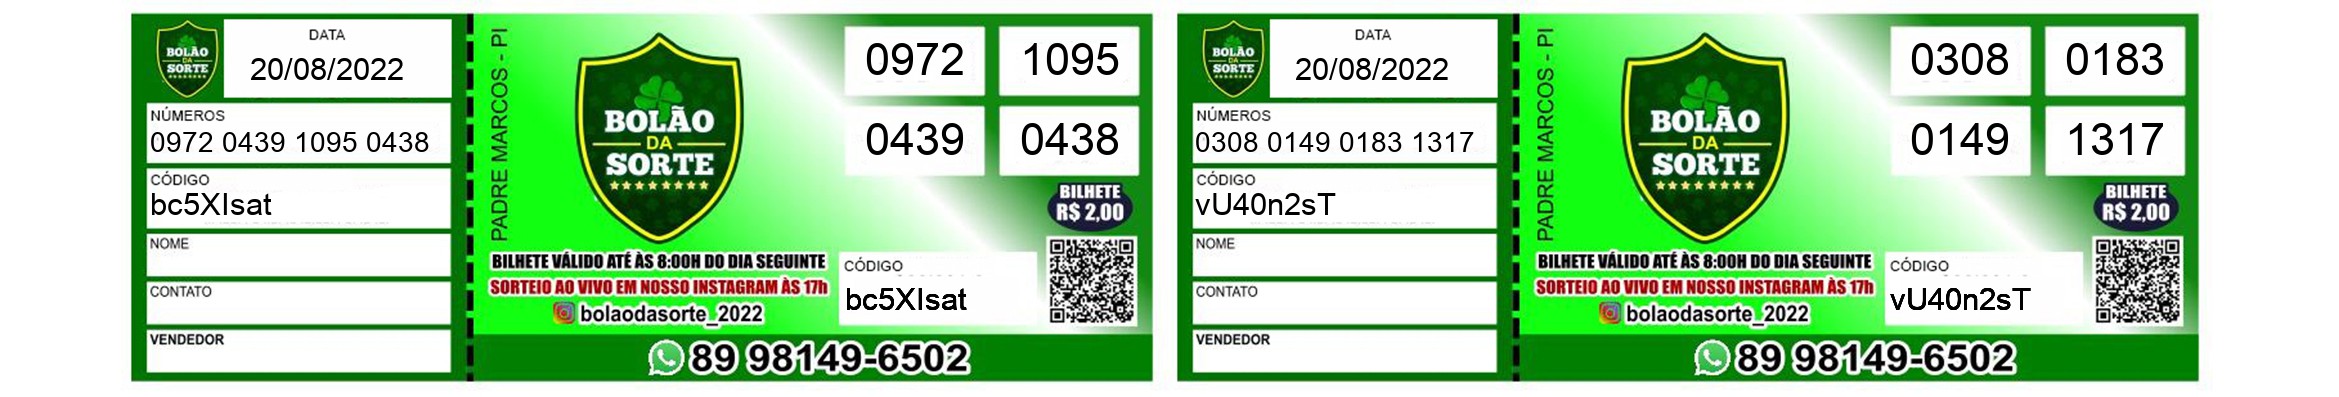 BOLÃO
DA
SORTE
DATA
20/08/2022
NÚMEROS
0972 0439 1095 0438
CÓDIGO
bc5XIsat
NOME
CONTATO
VENDEDOR
PADRE MARCOS - PI
BOLÃO
DA
SORTE
0972 1095
0439 0438
BILHETE
R$ 2,00
BILHETE VÁLIDO ATÉ ÀS 8:00H DO DIA SEGUINTE
SORTEIO AO VIVO EM NOSSO INSTAGRAM ÀS 17h
bolaodasorte_2022
CÓDIGO
bc5XIsat
89 98149-6502
BOLÃO
DA
SORTE
DATA
20/08/2022
NÚMEROS
0308 0149 0183 1317
CÓDIGO
vU40n2sT
NOME
CONTATO
VENDEDOR
PADRE MARCOS - PI
BOLÃO
DA
SORTE
0308 0183
0149 1317
BILHETE
R$ 2,00
BILHETE VÁLIDO ATÉ ÀS 8:00H DO DIA SEGUINTE
SORTEIO AO VIVO EM NOSSO INSTAGRAM ÀS 17h
bolaodasorte_2022
CÓDIGO
vU40n2sT
89 98149-6502